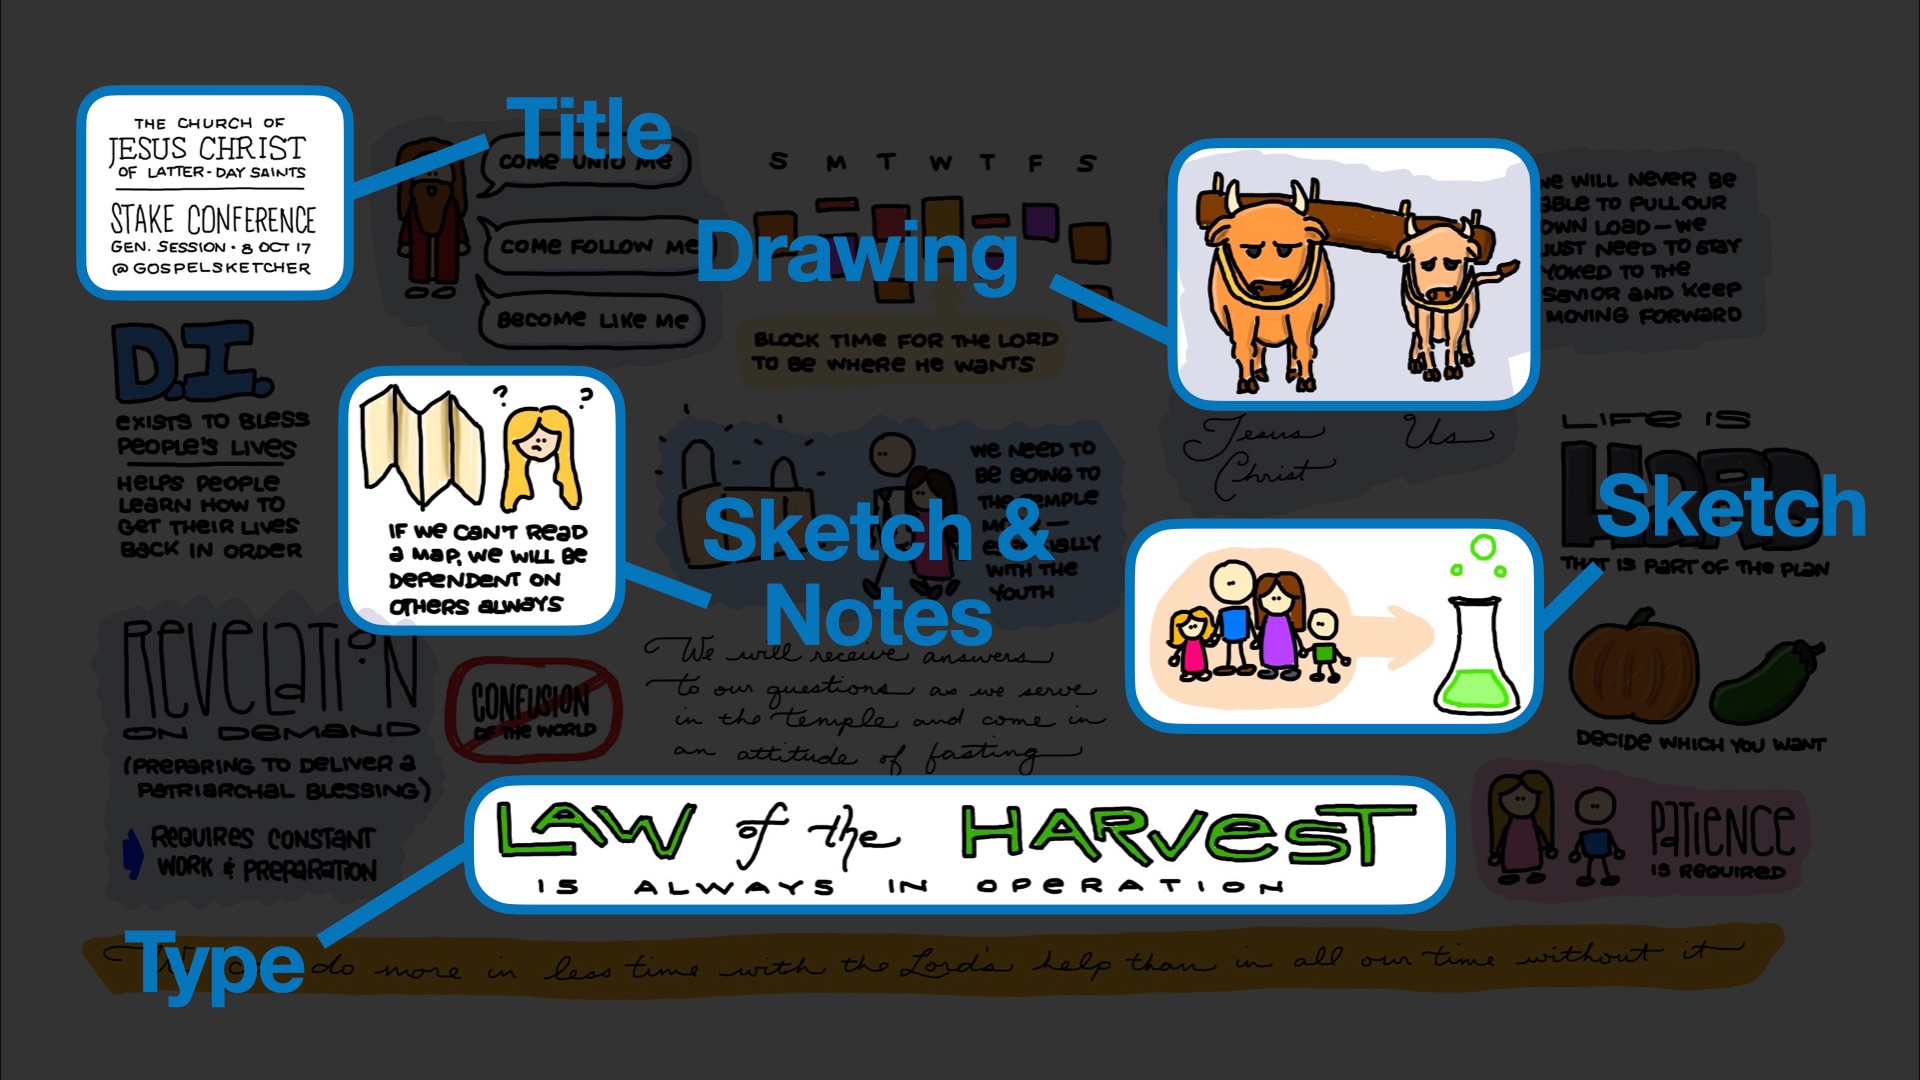 THE CHURCH OF
JESUS CHRIST
OF LATTER-DAY SAINTS
STAKE CONFERENCE
GEN. SESSION • 8 OCT 17
@GOSPELSKETCHER
Title
COME UNTO ME
COME FOLLOW ME
BECOME LIKE ME
Drawing
S M T W T F S
BLOCK TIME FOR THE LORD
TO BE WHERE HE WANTS
WE WILL NEVER BE
ABLE TO PULL OUR
OWN LOAD — WE
JUST NEED TO STAY
YOKED TO THE
SAVIOR AND KEEP
MOVING FORWARD
Jesus
Christ
Us
D.I.
EXISTS TO BLESS
PEOPLE'S LIVES
HELPS PEOPLE
LEARN HOW TO
GET THEIR LIVES
BACK IN ORDER
? ?
IF WE CAN'T READ
A MAP, WE WILL BE
DEPENDENT ON
OTHERS ALWAYS
Sketch &
Notes
WE NEED TO
BE GOING TO
THE TEMPLE
MORE —
ESPECIALLY
WITH THE
YOUTH
LIFE IS
HARD
THAT IS PART OF THE PLAN
Sketch
DECIDE WHICH YOU WANT
REVELATION
ON DEMAND
(PREPARING TO DELIVER A
PATRIARCHAL BLESSING)
REQUIRES CONSTANT
WORK & PREPARATION
CONFUSION
OF THE WORLD
We will receive answers
to our questions as we serve
in the temple and come in
an attitude of fasting
LAW of the HARVEST
IS ALWAYS IN OPERATION
PATIENCE
IS REQUIRED
Type
We can do more in less time with the Lord's help than in all our time without it